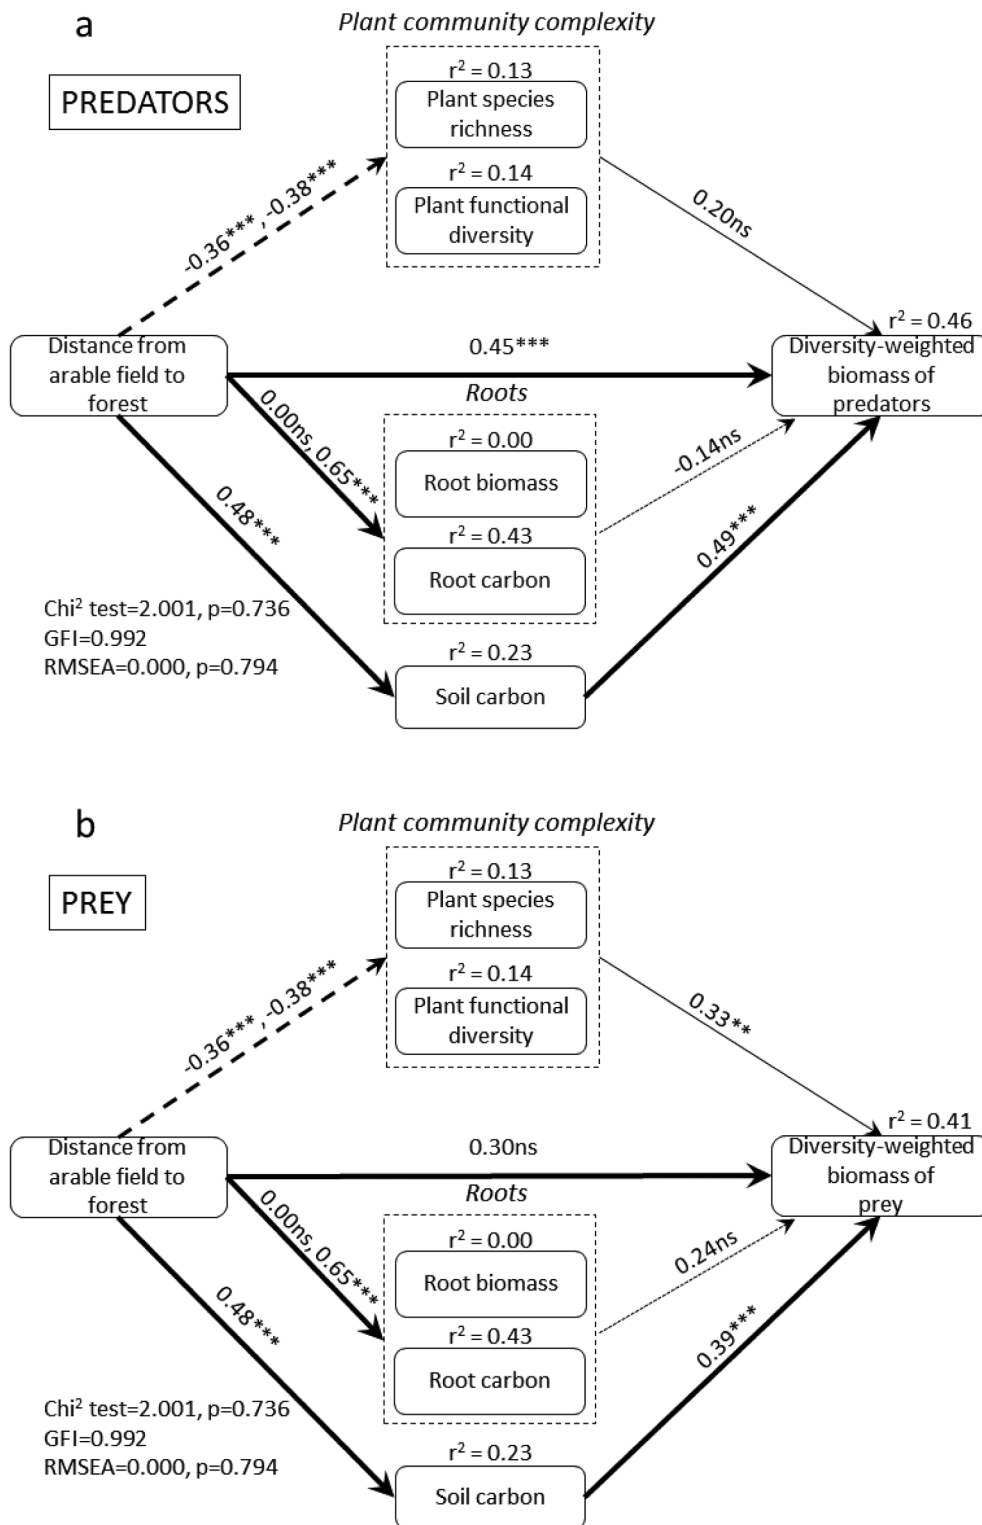 a
Plant community complexity
PREDATORS
r² = 0.13
Plant species
richness
r² = 0.14
Plant functional
diversity
-0.36***, -0.38***
0.20ns
r² = 0.46
Distance from
arable field to
forest
0.45***
Diversity-weighted
biomass of
predators
Roots
0.00ns, 0.65***
r² = 0.00
Root biomass
-0.14ns
r² = 0.43
Root carbon
0.48***
0.49***
Chi² test=2.001, p=0.736
GFI=0.992
RMSEA=0.000, p=0.794
r² = 0.23
Soil carbon
b
Plant community complexity
PREY
r² = 0.13
Plant species
richness
r² = 0.14
Plant functional
diversity
-0.36***, -0.38***
0.33**
r² = 0.41
Distance from
arable field to
forest
0.30ns
Diversity-weighted
biomass of
prey
Roots
0.00ns, 0.65***
r² = 0.00
Root biomass
0.24ns
r² = 0.43
Root carbon
0.48***
0.39***
Chi² test=2.001, p=0.736
GFI=0.992
RMSEA=0.000, p=0.794
r² = 0.23
Soil carbon